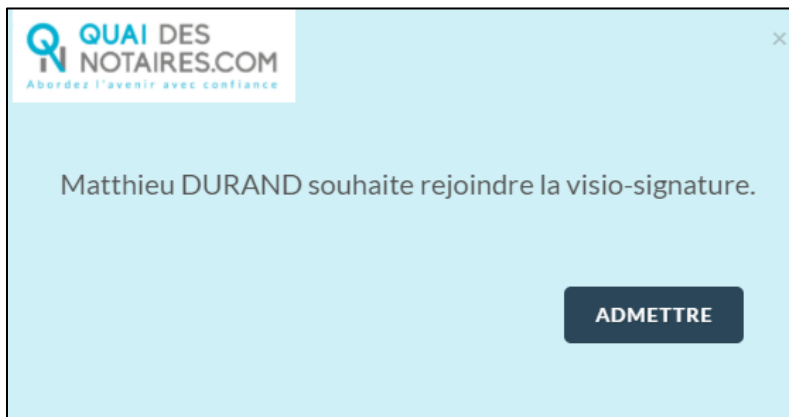 QUAI DES
NOTAIRES.COM
Abordez l'avenir avec confiance
×
Matthieu DURAND souhaite rejoindre la visio-signature.
ADMETTRE